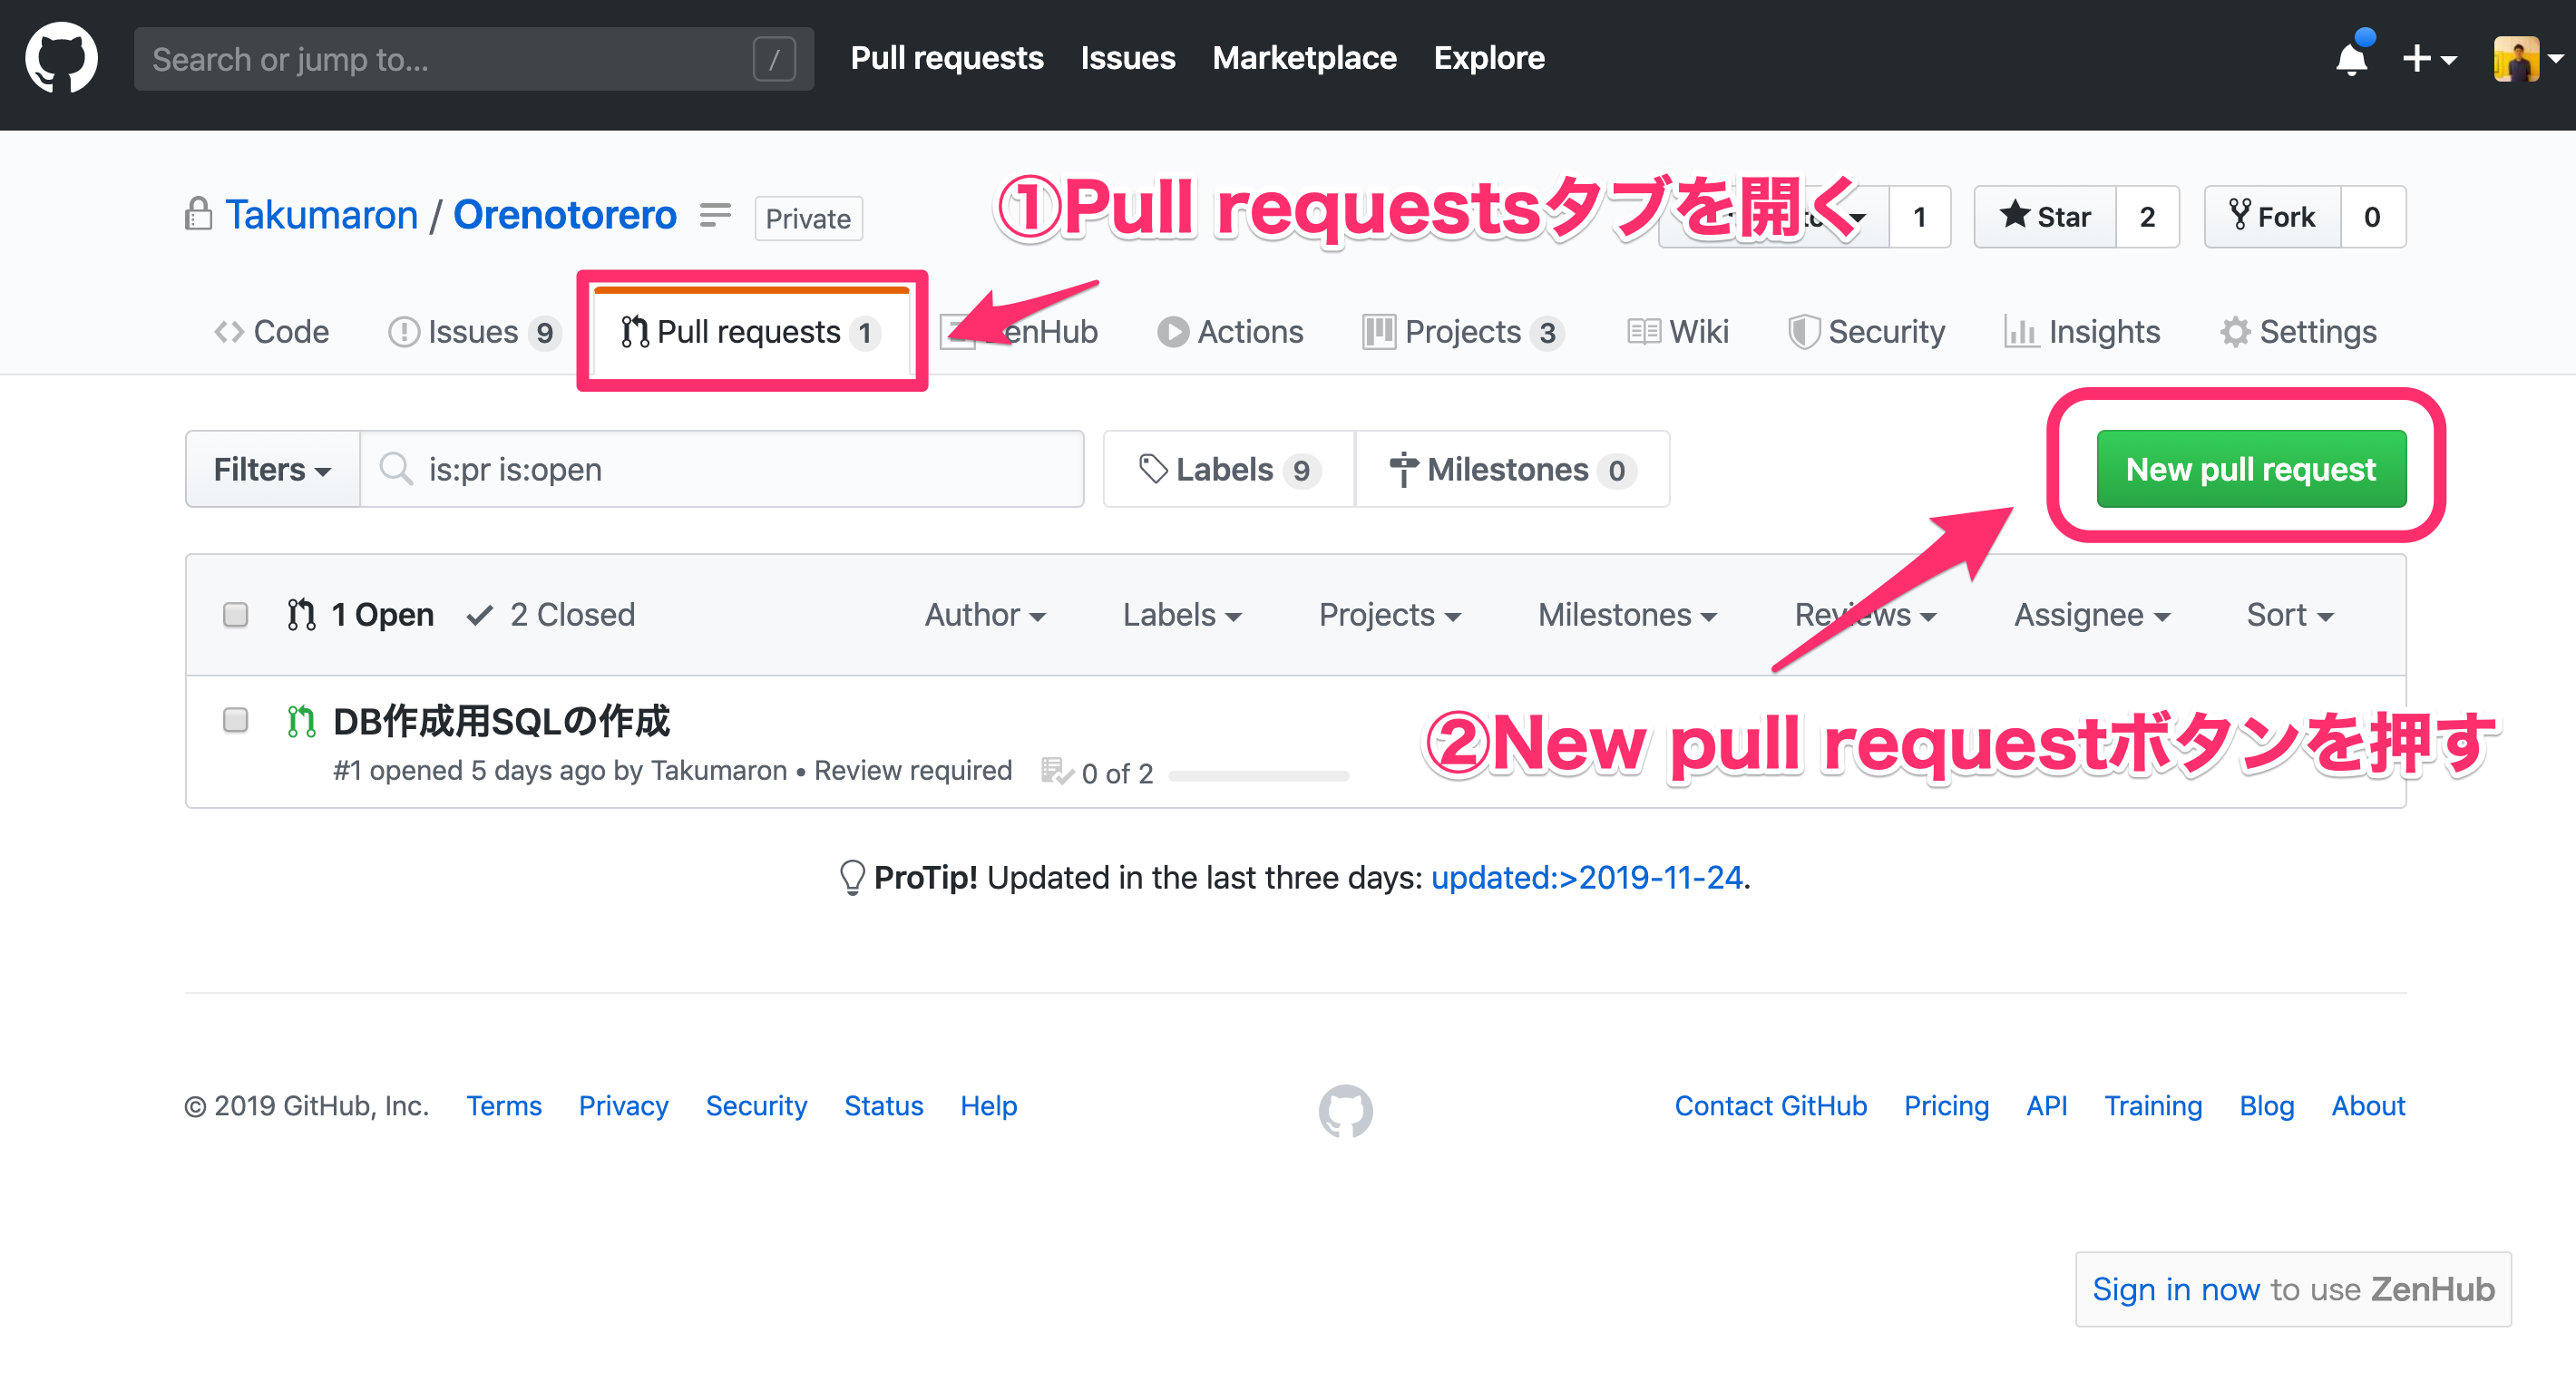 Search or jump to... / Pull requests Issues Marketplace Explore
Takumaron / Orenotorero Private ①Pull requestsタブを開く 1 Star 2 Fork 0
Code Issues 9 Pull requests 1 ZenHub Actions Projects 3 Wiki Security Insights Settings
Filters is:pr is:open Labels 9 Milestones 0 New pull request
1 Open 2 Closed Author Labels Projects Milestones Reviews Assignee Sort
DB作成用SQLの作成
#1 opened 5 days ago by Takumaron • Review required 0 of 2
②New pull requestボタンを押す
ProTip! Updated in the last three days: updated:>2019-11-24.
© 2019 GitHub, Inc. Terms Privacy Security Status Help Contact GitHub Pricing API Training Blog About
Sign in now to use ZenHub